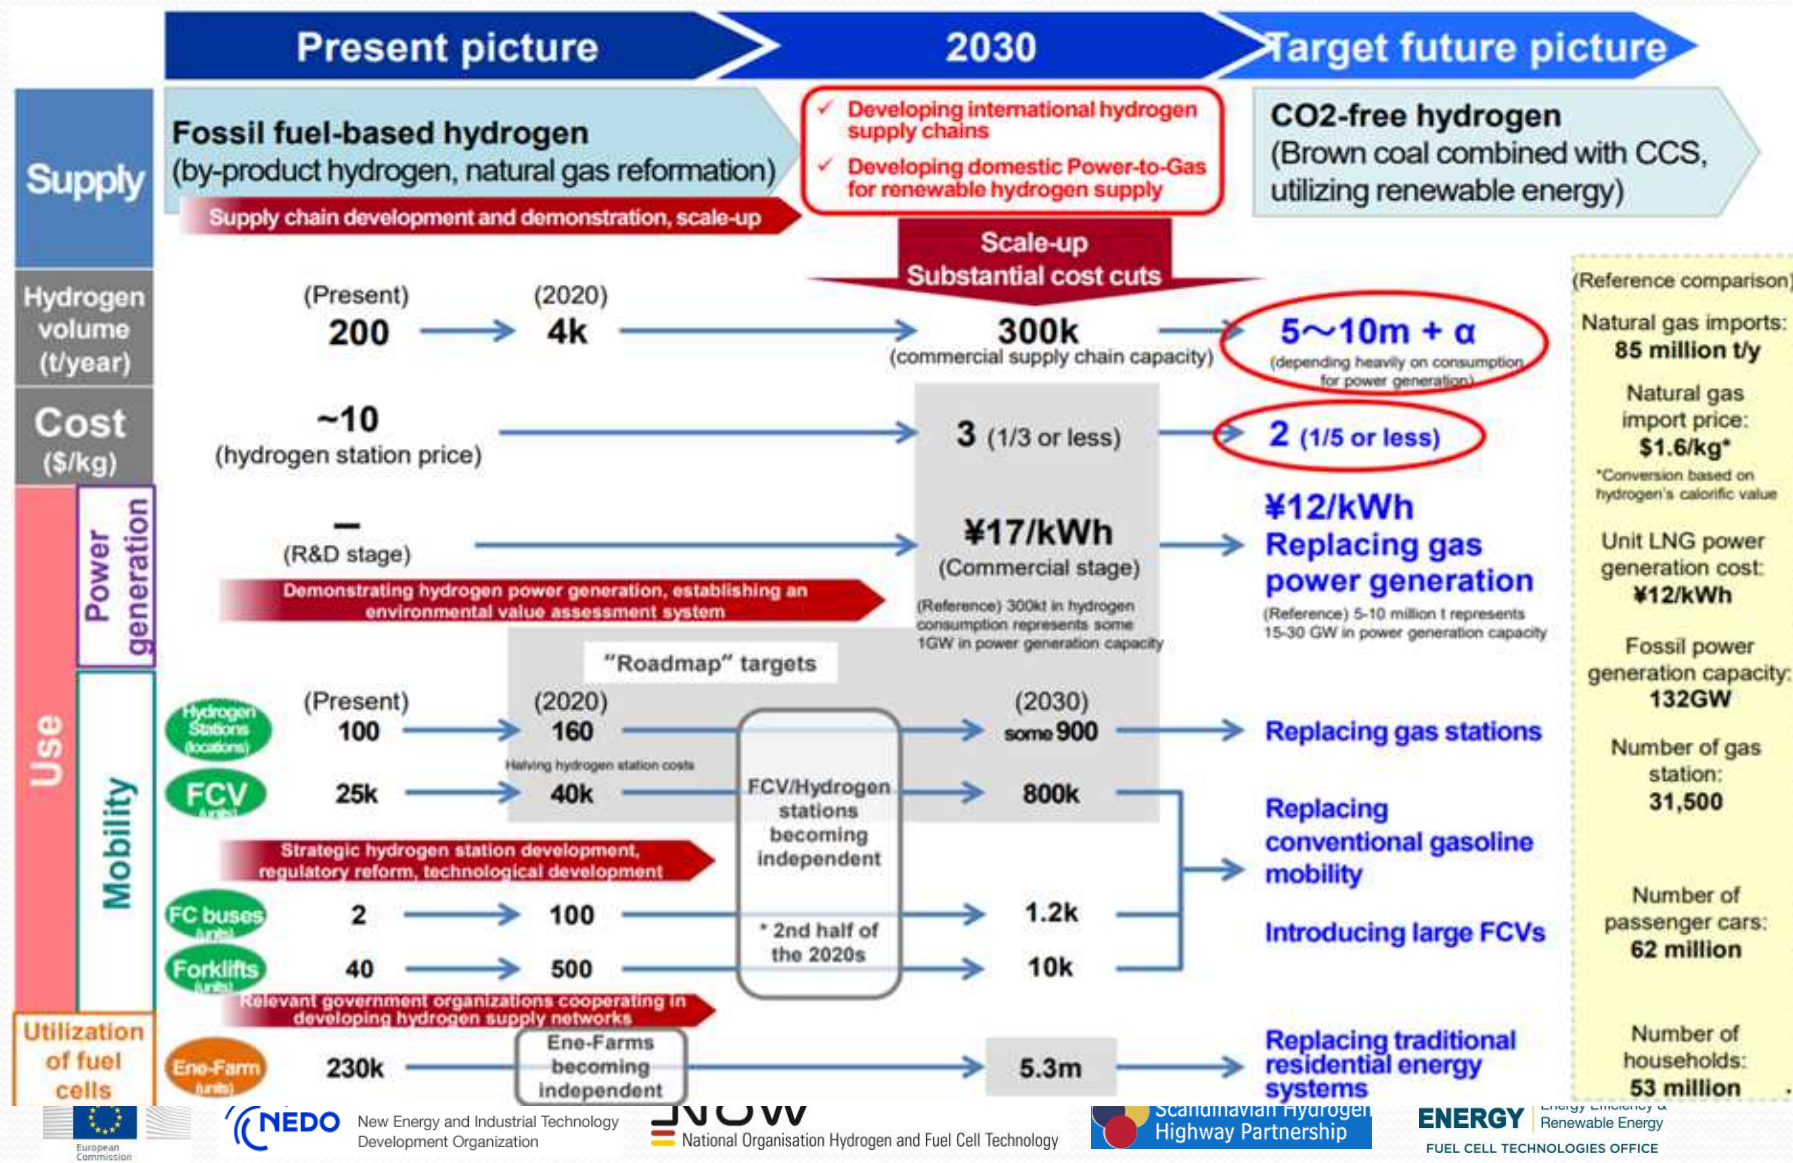 Present picture
2030
Target future picture
Supply
Fossil fuel-based hydrogen
(by-product hydrogen, natural gas reformation)
Supply chain development and demonstration, scale-up
✓ Developing international hydrogen
supply chains
✓ Developing domestic Power-to-Gas
for renewable hydrogen supply
CO2-free hydrogen
(Brown coal combined with CCS,
utilizing renewable energy)
Scale-up
Substantial cost cuts
Hydrogen
volume
(t/year)
(Present)
200
(2020)
4k
300k
(commercial supply chain capacity)
5～10m + α
(depending heavily on consumption
for power generation)
Cost
($/kg)
~10
(hydrogen station price)
3 (1/3 or less)
2 (1/5 or less)
Use
Power
generation
–
(R&D stage)
¥17/kWh
(Commercial stage)
(Reference) 300kt in hydrogen
consumption represents some
1GW in power generation capacity
¥12/kWh
Replacing gas
power generation
(Reference) 5-10 million t represents
15-30 GW in power generation capacity
Demonstrating hydrogen power generation, establishing an
environmental value assessment system
"Roadmap" targets
Mobility
Hydrogen
Stations
(locations)
(Present)
100
(2020)
160
Halving hydrogen station costs
(2030)
some 900
Replacing gas stations
FCV
(units)
25k
40k
800k
FCV/Hydrogen
stations
becoming
independent
* 2nd half of
the 2020s
Replacing
conventional gasoline
mobility
Strategic hydrogen station development,
regulatory reform, technological development
FC buses
(units)
2
100
1.2k
Introducing large FCVs
Forklifts
(units)
40
500
10k
Relevant government organizations cooperating in
developing hydrogen supply networks
Utilization
of fuel
cells
Ene-Farm
(units)
230k
Ene-Farms
becoming
independent
5.3m
Replacing traditional
residential energy
systems
(Reference comparison)
Natural gas imports:
85 million t/y
Natural gas
import price:
$1.6/kg*
*Conversion based on
hydrogen's calorific value
Unit LNG power
generation cost:
¥12/kWh
Fossil power
generation capacity:
132GW
Number of gas
station:
31,500
Number of
passenger cars:
62 million
Number of
households:
53 million
European
Commission
NEDO
New Energy and Industrial Technology
Development Organization
NOW
National Organisation Hydrogen and Fuel Cell Technology
Scandinavian Hydrogen
Highway Partnership
ENERGY
Energy Efficiency &
Renewable Energy
FUEL CELL TECHNOLOGIES OFFICE